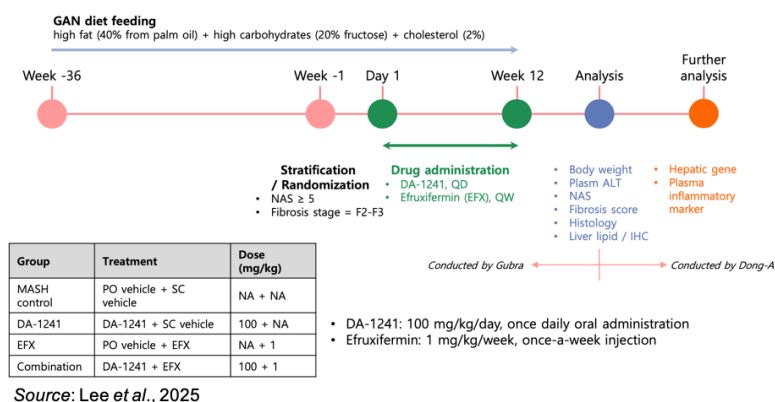 GAN diet feeding
high fat (40% from palm oil) + high carbohydrates (20% fructose) + cholesterol (2%)
Week -36
Week -1
Day 1
Week 12
Analysis
Further
analysis
Stratification
/ Randomization
• NAS ≥ 5
• Fibrosis stage = F2-F3
Drug administration
• DA-1241, QD
• Efruxifermin (EFX), QW
• Body weight
• Plasm ALT
• NAS
• Fibrosis score
• Histology
• Liver lipid / IHC
• Hepatic gene
• Plasma
inflammatory
marker
Conducted by Gubra
Conducted by Dong-A
Group Treatment Dose
(mg/kg)
MASH
control PO vehicle + SC
vehicle NA + NA
DA-1241 DA-1241 + SC vehicle 100 + NA
EFX PO vehicle + EFX NA + 1
Combination DA-1241 + EFX 100 + 1
• DA-1241: 100 mg/kg/day, once daily oral administration
• Efruxifermin: 1 mg/kg/week, once-a-week injection
Source: Lee et al., 2025